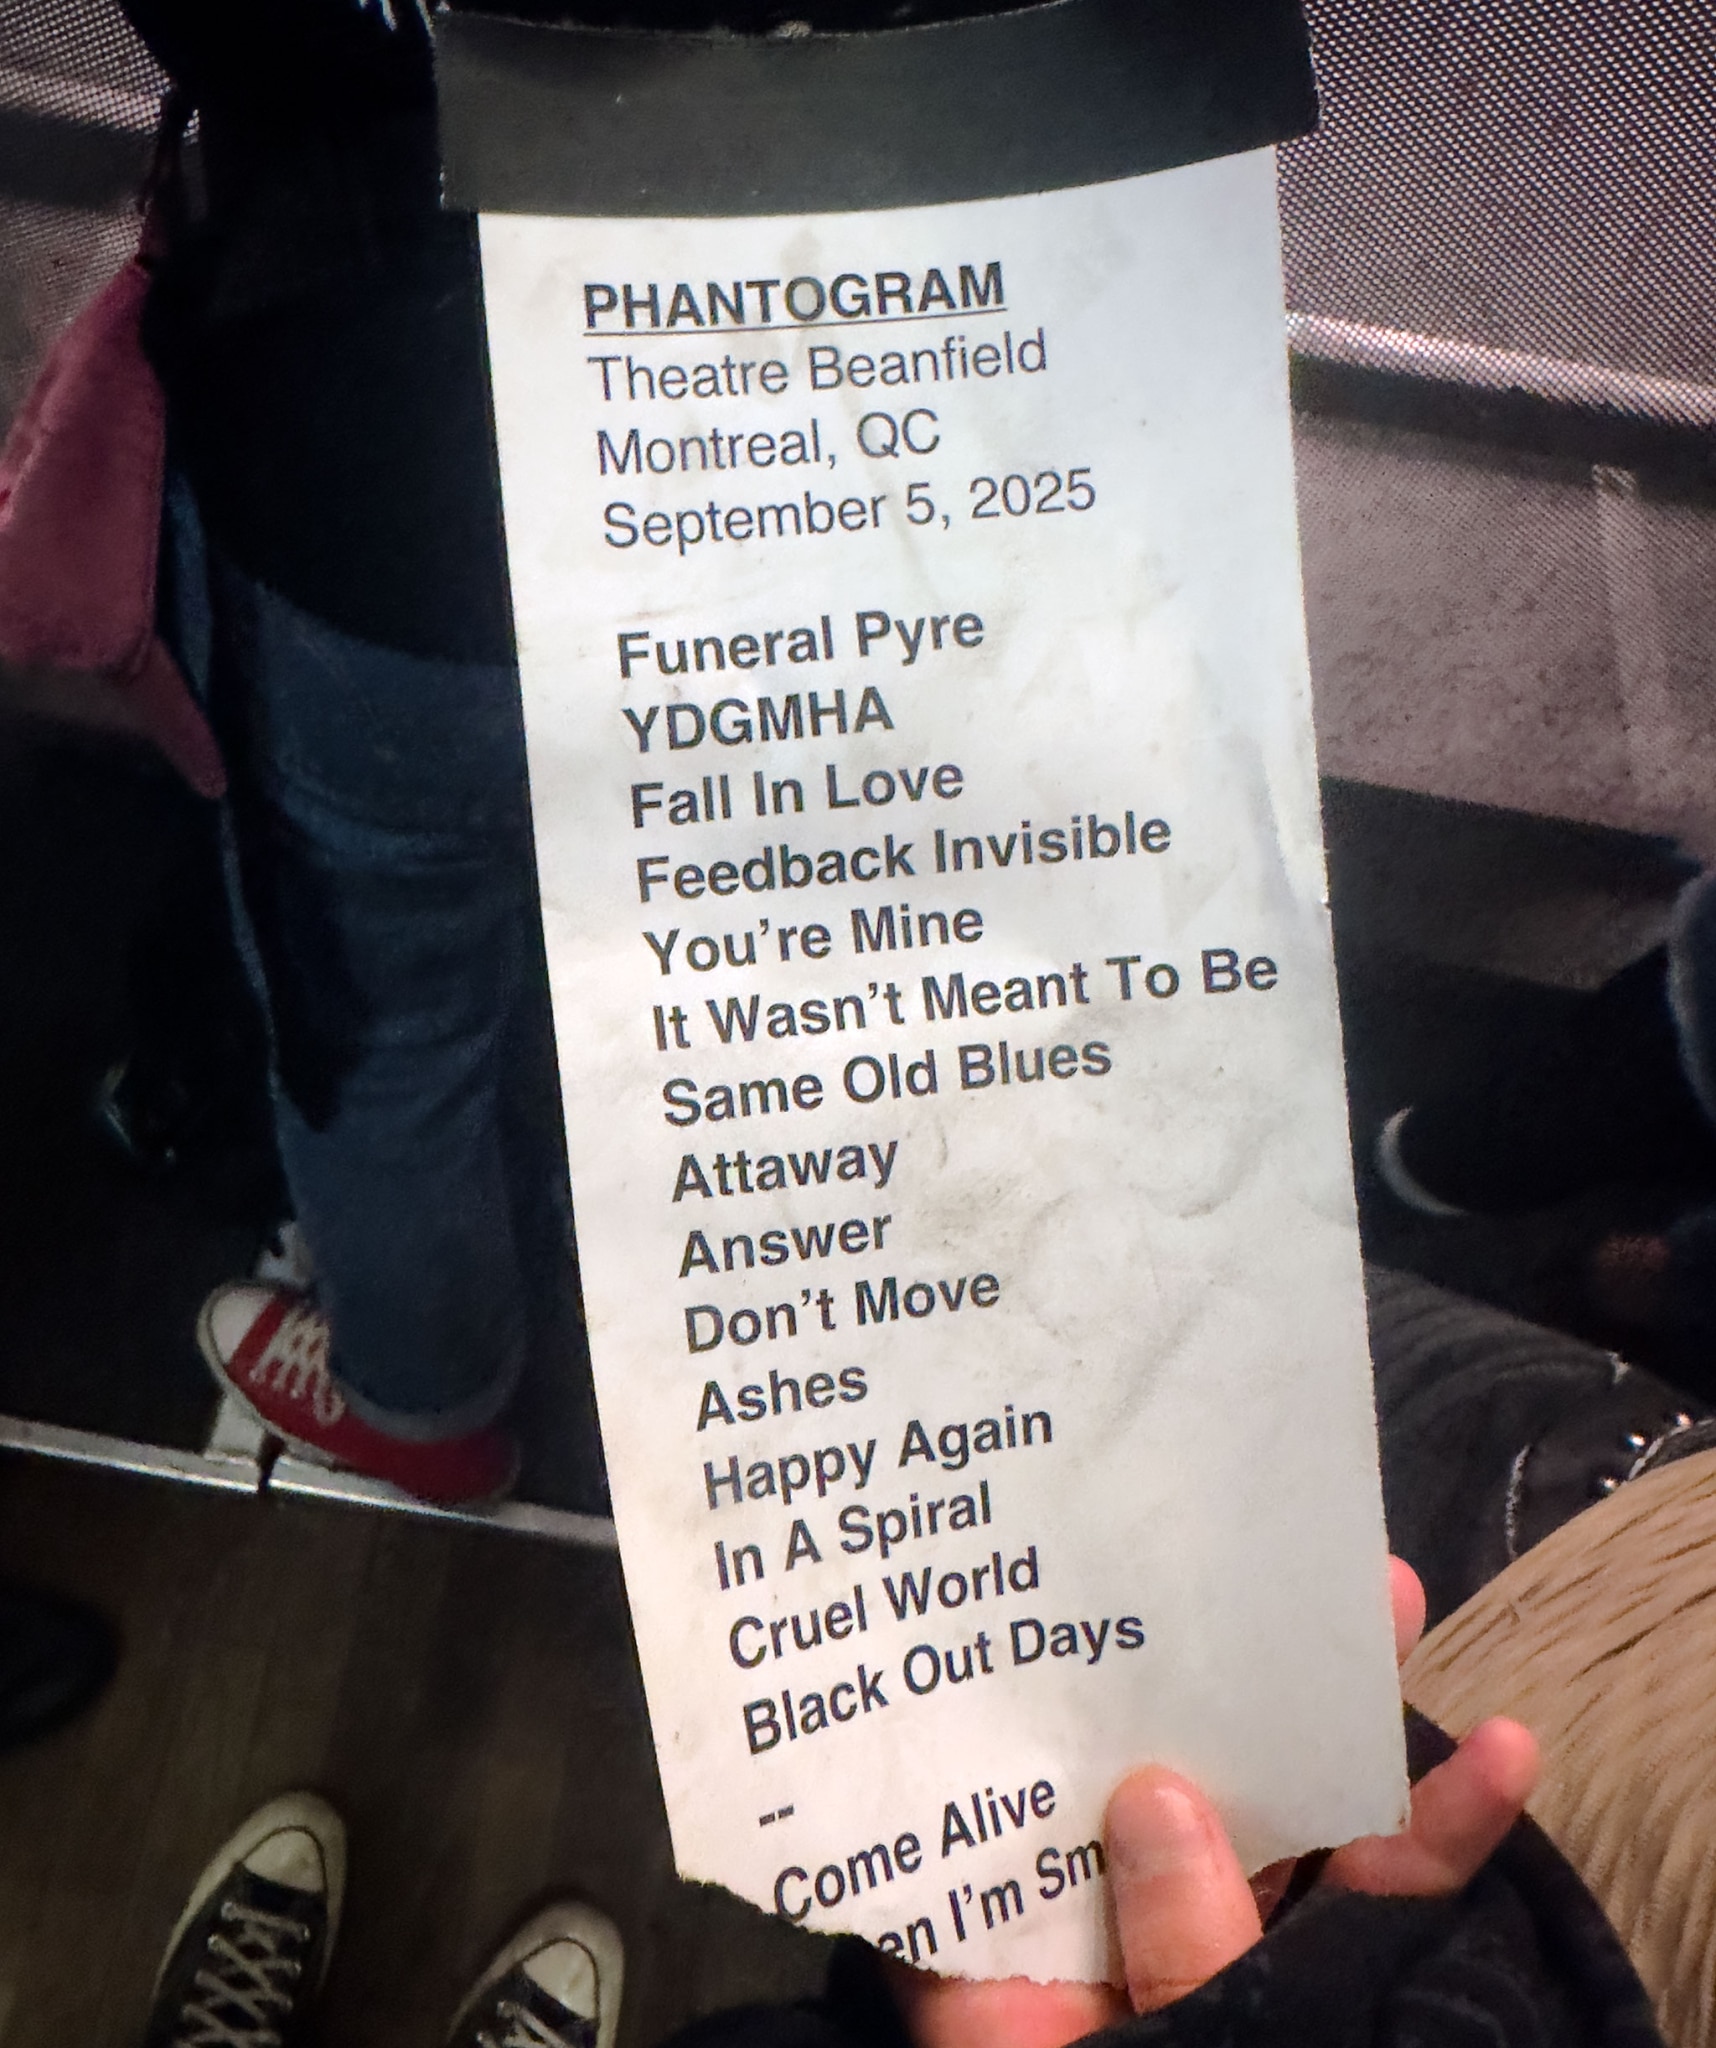 PHANTOGRAM
Theatre Beanfield
Montreal, QC
September 5, 2025
Funeral Pyre
YDGMHA
Fall In Love
Feedback Invisible
You're Mine
It Wasn't Meant To Be
Same Old Blues
Attaway
Answer
Don't Move
Ashes
Happy Again
In A Spiral
Cruel World
Black Out Days
--
Come Alive
I'm